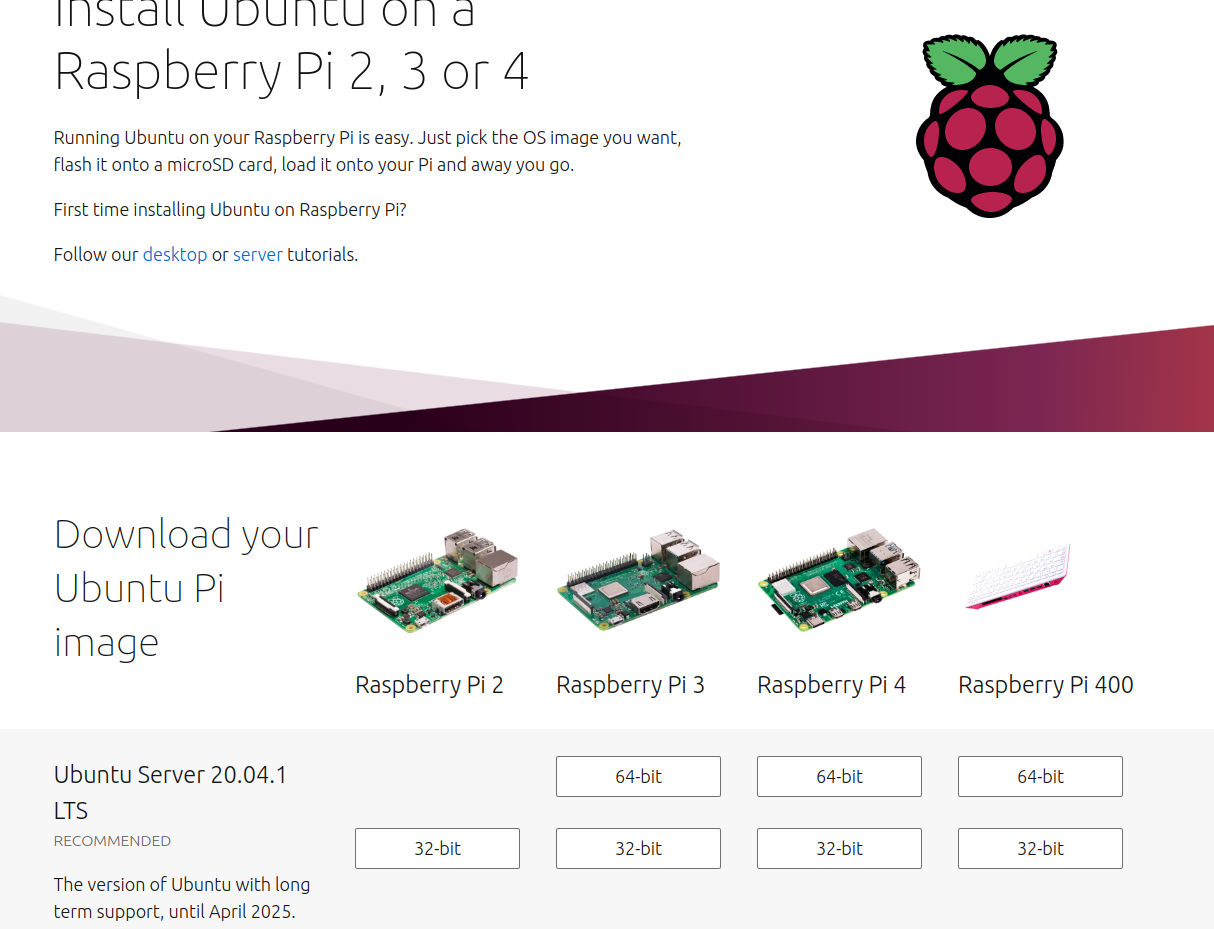 Install Ubuntu on a
Raspberry Pi 2, 3 or 4
Running Ubuntu on your Raspberry Pi is easy. Just pick the OS image you want,
flash it onto a microSD card, load it onto your Pi and away you go.
First time installing Ubuntu on Raspberry Pi?
Follow our desktop or server tutorials.
Download your
Ubuntu Pi
image
Raspberry Pi 2
Raspberry Pi 3
Raspberry Pi 4
Raspberry Pi 400
Ubuntu Server 20.04.1
LTS
RECOMMENDED
The version of Ubuntu with long
term support, until April 2025.
64-bit
64-bit
64-bit
32-bit
32-bit
32-bit
32-bit